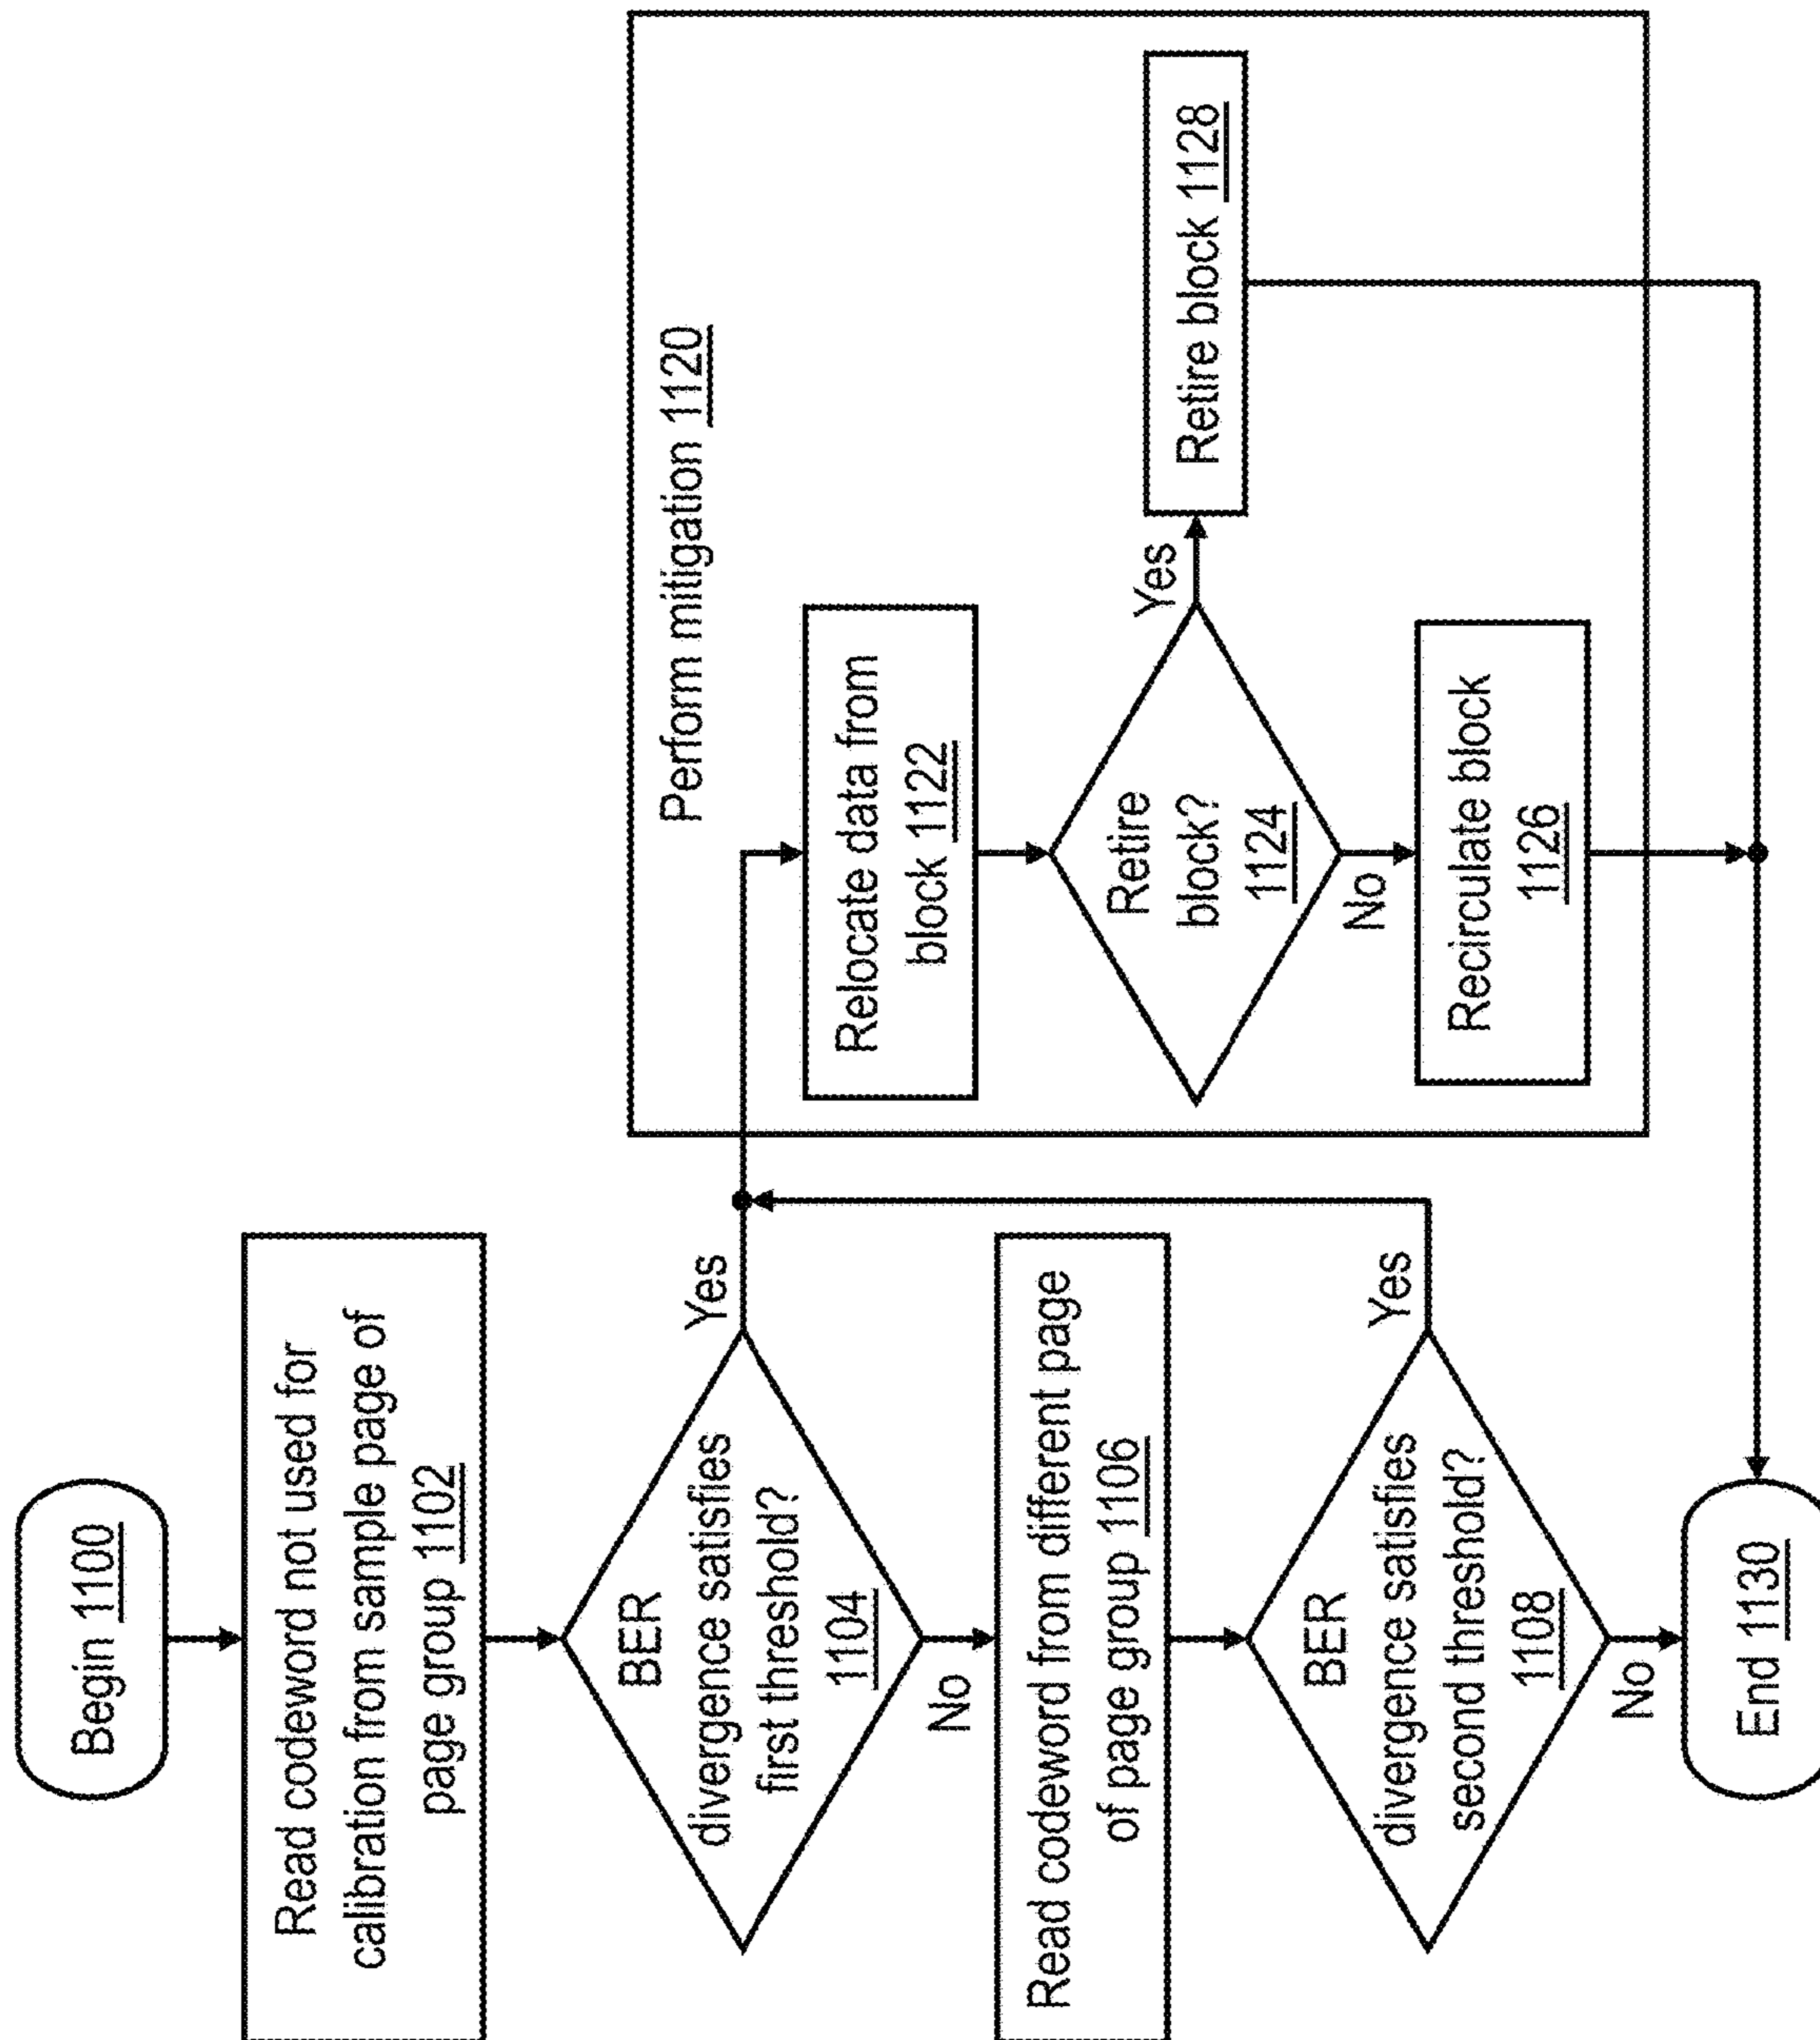 Begin 1100
Read codeword not used for
calibration from sample page of
page group 1102
BER
divergence satisfies
first threshold?
1104
Yes
No
Read codeword from different page
of page group 1106
BER
divergence satisfies
second threshold?
1108
Yes
No
End 1130
Perform mitigation 1120
Relocate data from
block 1122
Retire
block?
1124
Yes
No
Retire block 1128
Recirculate block
1126